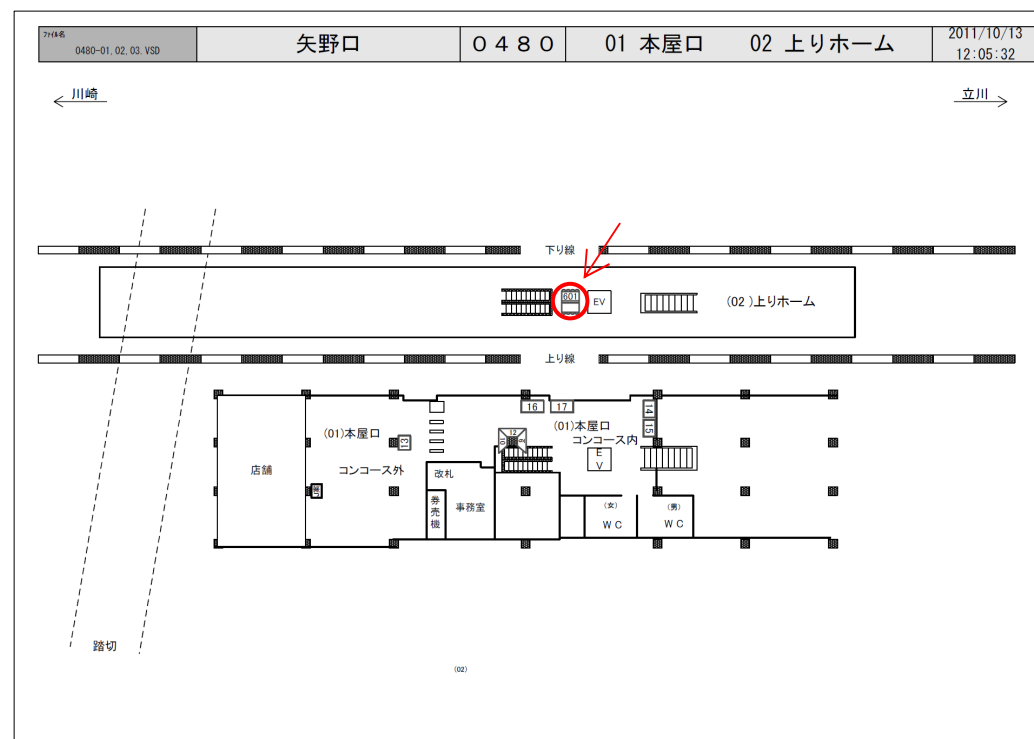 ファイル名
0480-01,02,03.VSD
矢野口
0480
01 本屋口 02 上りホーム
2011/10/13
12:05:32
川崎
立川
下り線
601
EV
(02)上りホーム
上り線
16
17
14
15
12
(01)本屋口
(01)本屋口
コンコース内
13
EV
店舗
コンコース外
改札
券売機
事務室
(女)
WC
(男)
WC
踏切
(02)